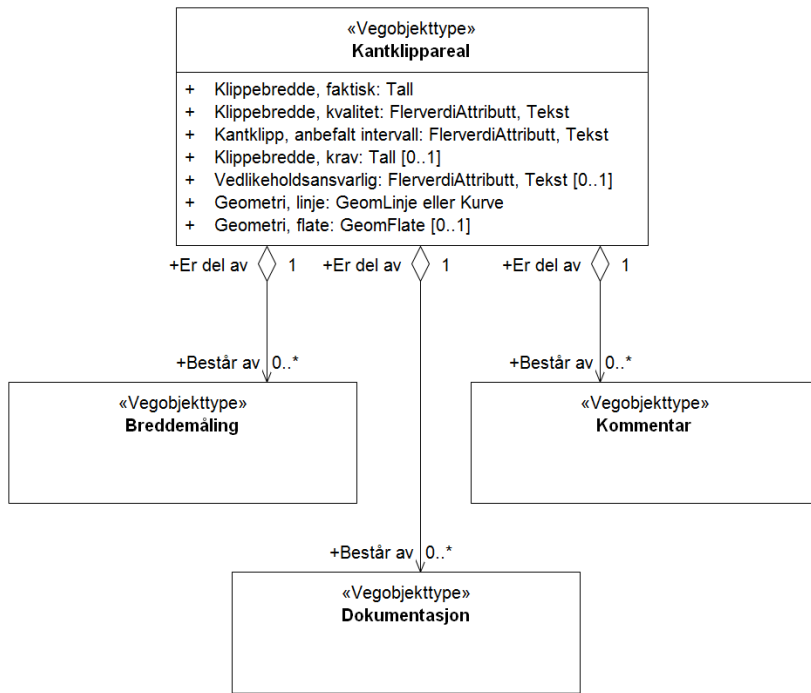 «Vegobjekttype»
Kantklippareal
+ Klippebredde, faktisk: Tall
+ Klippebredde, kvalitet: FlerverdiAttributt, Tekst
+ Kantklipp, anbefalt intervall: FlerverdiAttributt, Tekst
+ Klippebredde, krav: Tall [0..1]
+ Vedlikeholdsansvarlig: FlerverdiAttributt, Tekst [0..1]
+ Geometri, linje: GeomLinje eller Kurve
+ Geometri, flate: GeomFlate [0..1]
+Er del av 1 +Er del av 1 +Er del av 1
+Består av 0..* +Består av 0..*
«Vegobjekttype»
Breddemåling
«Vegobjekttype»
Kommentar
+Består av 0..*
«Vegobjekttype»
Dokumentasjon